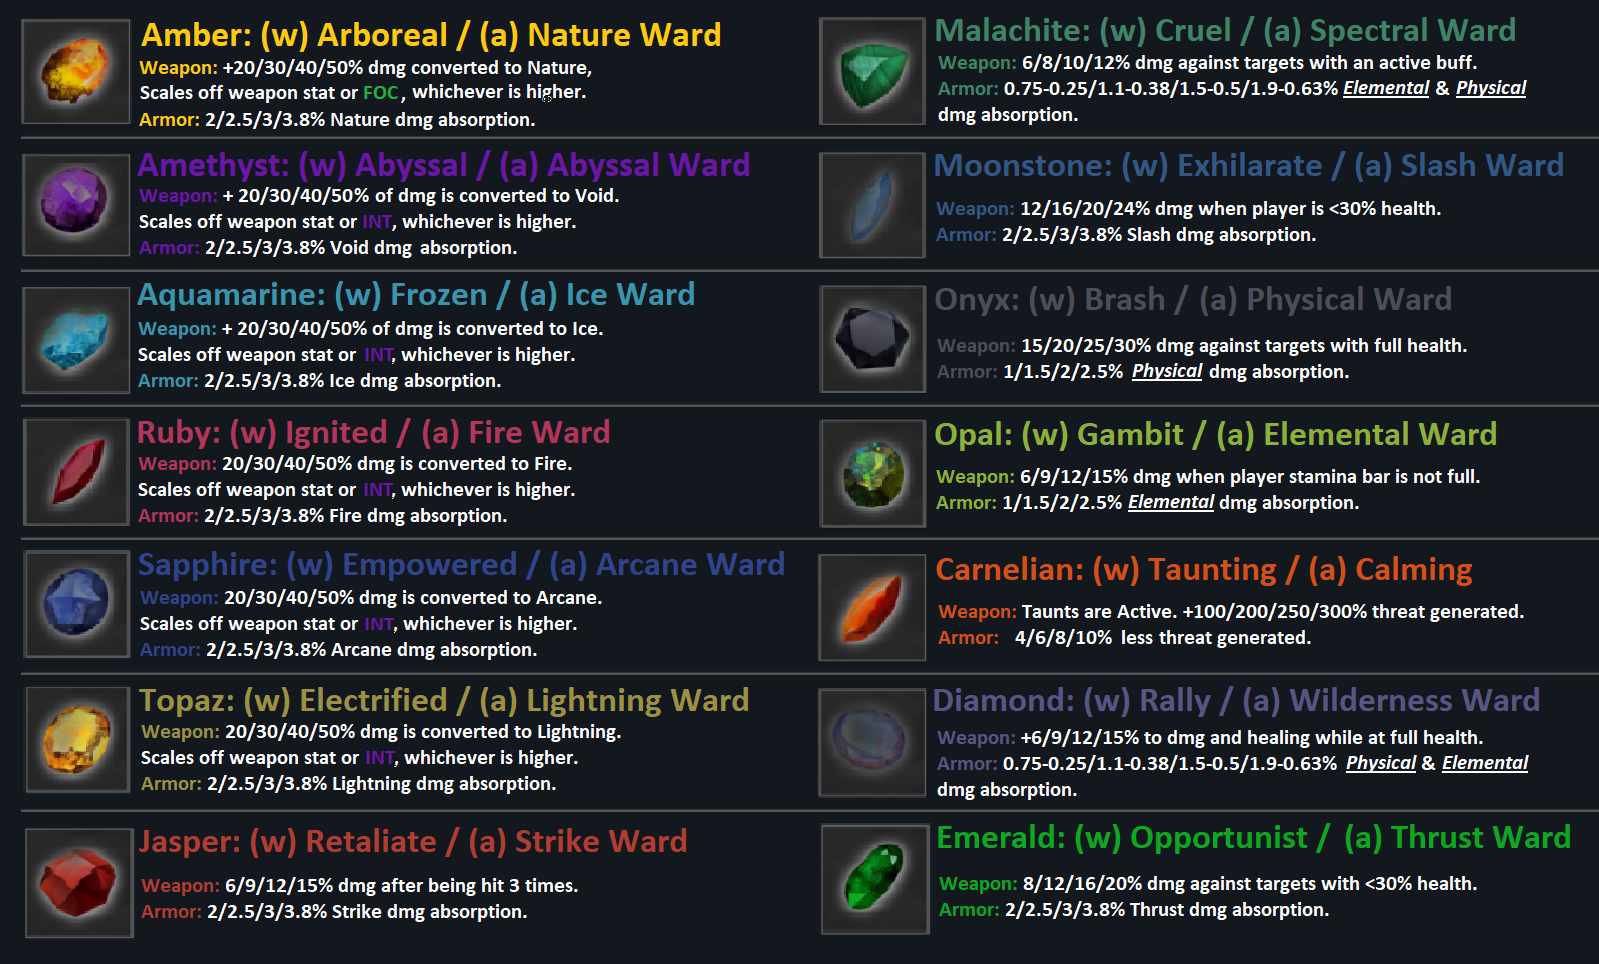 Amber: (w) Arboreal / (a) Nature Ward
Weapon: +20/30/40/50% dmg converted to Nature,
Scales off weapon stat or FOC, whichever is higher.
Armor: 2/2.5/3/3.8% Nature dmg absorption.
Amethyst: (w) Abyssal / (a) Abyssal Ward
Weapon: + 20/30/40/50% of dmg is converted to Void.
Scales off weapon stat or INT, whichever is higher.
Armor: 2/2.5/3/3.8% Void dmg absorption.
Aquamarine: (w) Frozen / (a) Ice Ward
Weapon: + 20/30/40/50% of dmg is converted to Ice.
Scales off weapon stat or INT, whichever is higher.
Armor: 2/2.5/3/3.8% Ice dmg absorption.
Ruby: (w) Ignited / (a) Fire Ward
Weapon: 20/30/40/50% dmg is converted to Fire.
Scales off weapon stat or INT, whichever is higher.
Armor: 2/2.5/3/3.8% Fire dmg absorption.
Sapphire: (w) Empowered / (a) Arcane Ward
Weapon: 20/30/40/50% dmg is converted to Arcane.
Scales off weapon stat or INT, whichever is higher.
Armor: 2/2.5/3/3.8% Arcane dmg absorption.
Topaz: (w) Electrified / (a) Lightning Ward
Weapon: 20/30/40/50% dmg is converted to Lightning.
Scales off weapon stat or INT, whichever is higher.
Armor: 2/2.5/3/3.8% Lightning dmg absorption.
Jasper: (w) Retaliate / (a) Strike Ward
Weapon: 6/9/12/15% dmg after being hit 3 times.
Armor: 2/2.5/3/3.8% Strike dmg absorption.
Malachite: (w) Cruel / (a) Spectral Ward
Weapon: 6/8/10/12% dmg against targets with an active buff.
Armor: 0.75-0.25/1.1-0.38/1.5-0.5/1.9-0.63% Elemental & Physical
dmg absorption.
Moonstone: (w) Exhilarate / (a) Slash Ward
Weapon: 12/16/20/24% dmg when player is <30% health.
Armor: 2/2.5/3/3.8% Slash dmg absorption.
Onyx: (w) Brash / (a) Physical Ward
Weapon: 15/20/25/30% dmg against targets with full health.
Armor: 1/1.5/2/2.5% Physical dmg absorption.
Opal: (w) Gambit / (a) Elemental Ward
Weapon: 6/9/12/15% dmg when player stamina bar is not full.
Armor: 1/1.5/2/2.5% Elemental dmg absorption.
Carnelian: (w) Taunting / (a) Calming
Weapon: Taunts are Active. +100/200/250/300% threat generated.
Armor: 4/6/8/10% less threat generated.
Diamond: (w) Rally / (a) Wilderness Ward
Weapon: +6/9/12/15% to dmg and healing while at full health.
Armor: 0.75-0.25/1.1-0.38/1.5-0.5/1.9-0.63% Physical & Elemental
dmg absorption.
Emerald: (w) Opportunist / (a) Thrust Ward
Weapon: 8/12/16/20% dmg against targets with <30% health.
Armor: 2/2.5/3/3.8% Thrust dmg absorption.